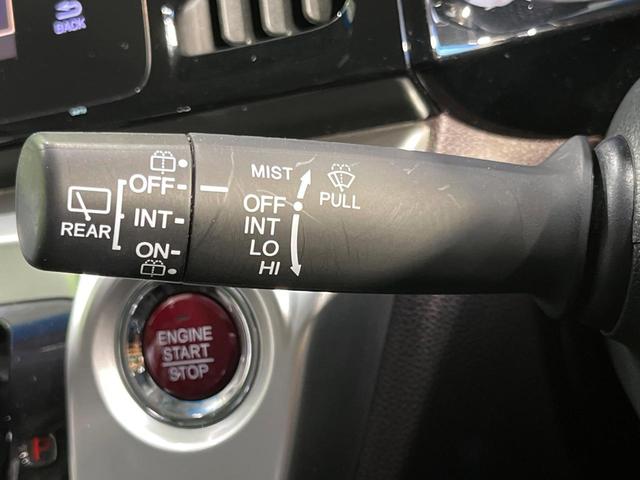 BACK
OFF
INT
ON
REAR
MIST
OFF
INT
LO
HI
PULL
ENGINE
START
STOP